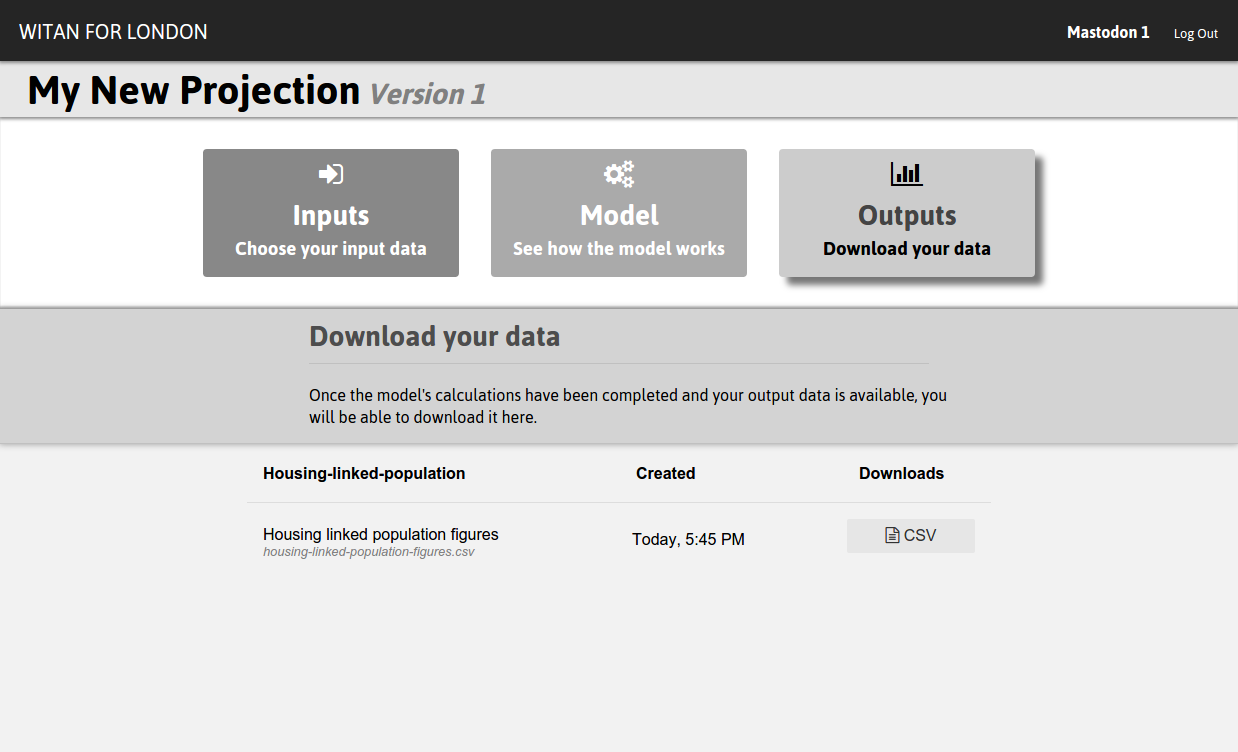 WITAN FOR LONDON
Mastodon 1 Log Out
My New Projection Version 1
Inputs
Choose your input data
Model
See how the model works
Outputs
Download your data
Download your data
Once the model's calculations have been completed and your output data is available, you
will be able to download it here.
Housing-linked-population Created Downloads
Housing linked population figures
housing-linked-population-figures.csv
Today, 5:45 PM
CSV